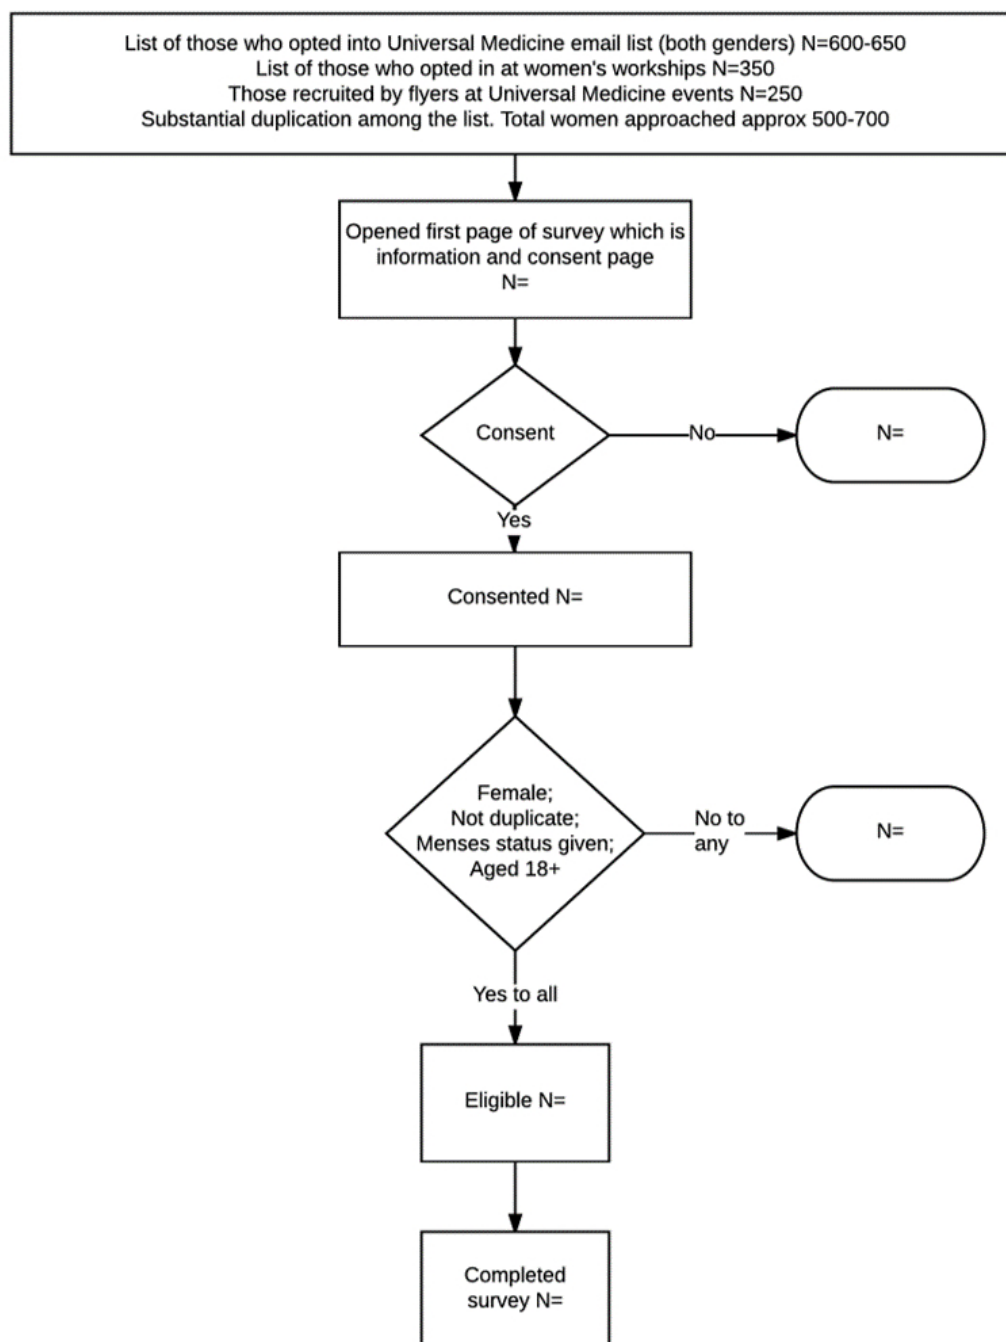 List of those who opted into Universal Medicine email list (both genders) N=600-650
List of those who opted in at women's workships N=350
Those recruited by flyers at Universal Medicine events N=250
Substantial duplication among the list. Total women approached approx 500-700
Opened first page of survey which is
information and consent page
N=
Consent
No
N=
Yes
Consented N=
Female;
Not duplicate;
Menses status given;
Aged 18+
No to
any
N=
Yes to all
Eligible N=
Completed
survey N=